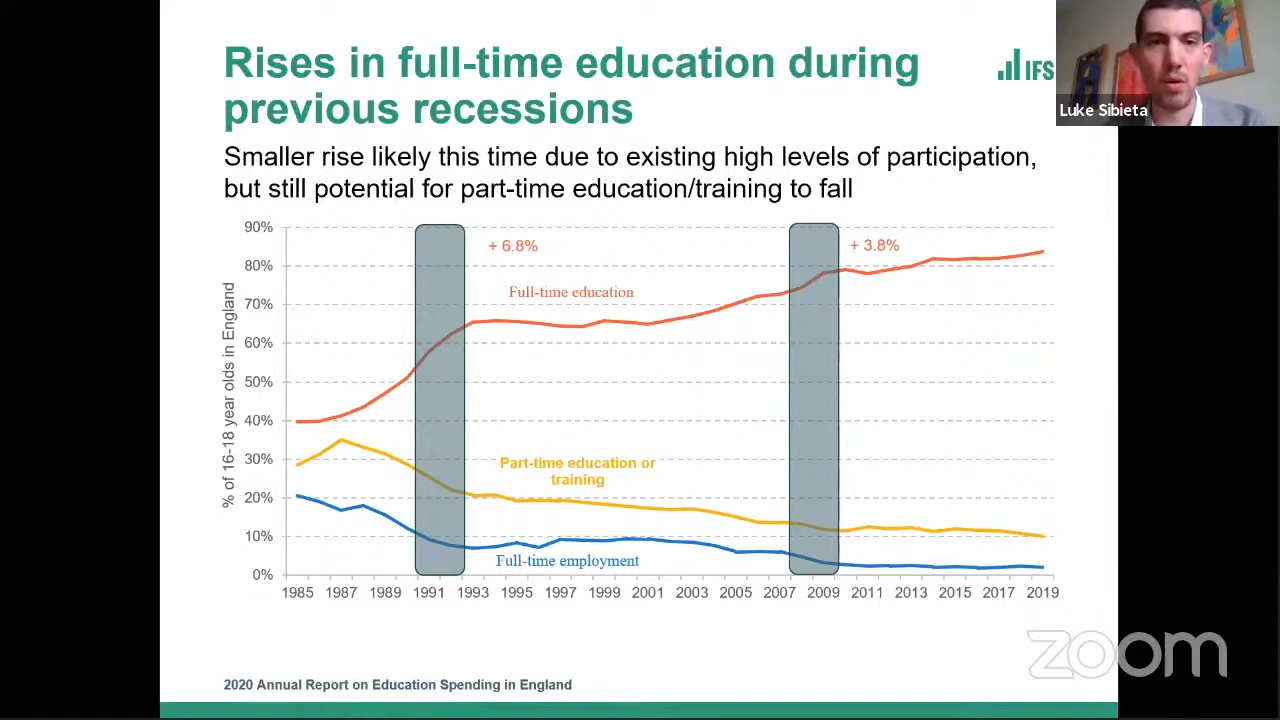 Rises in full-time education during
previous recessions
IFS
Luke Sibieta
Smaller rise likely this time due to existing high levels of participation,
but still potential for part-time education/training to fall
% of 16-18 year olds in England
90%
80%
70%
60%
50%
40%
30%
20%
10%
0%
+ 6.8%
+ 3.8%
Full-time education
Part-time education or
training
Full-time employment
1985 1987 1989 1991 1993 1995 1997 1999 2001 2003 2005 2007 2009 2011 2013 2015 2017 2019
zoom
2020 Annual Report on Education Spending in England